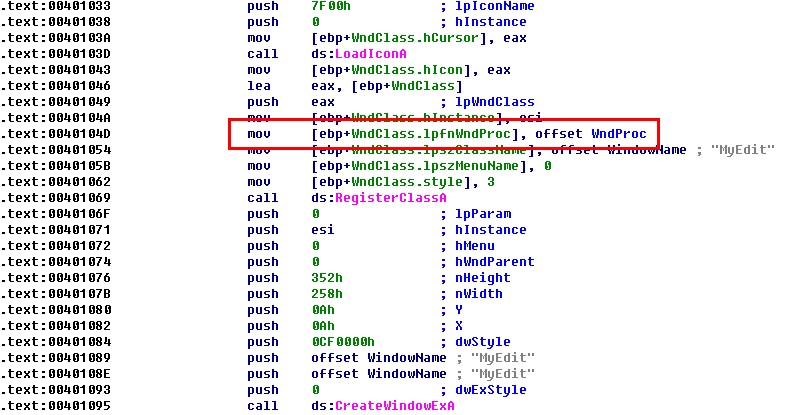 .text:00401033 push 7F00h ; lpIconName
.text:00401038 push 0 ; hInstance
.text:0040103A mov [ebp+WndClass.hCursor], eax
.text:0040103D call ds:LoadIconA
.text:00401043 mov [ebp+WndClass.hIcon], eax
.text:00401046 lea eax, [ebp+WndClass]
.text:00401049 push eax ; lpWndClass
.text:0040104A mov [ebp+WndClass.hInstance], esi
.text:0040104D mov [ebp+WndClass.lpfnWndProc], offset WndProc
.text:00401054 mov [ebp+WndClass.lpszClassName], offset WindowName ; "MyEdit"
.text:0040105B mov [ebp+WndClass.lpszMenuName], 0
.text:00401062 mov [ebp+WndClass.style], 3
.text:00401069 call ds:RegisterClassA
.text:0040106F push 0 ; lpParam
.text:00401071 push esi ; hInstance
.text:00401072 push 0 ; hMenu
.text:00401074 push 0 ; hWndParent
.text:00401076 push 352h ; nHeight
.text:0040107B push 258h ; nWidth
.text:00401080 push 0Ah ; Y
.text:00401082 push 0Ah ; X
.text:00401084 push 0CF0000h ; dwStyle
.text:00401089 push offset WindowName ; "MyEdit"
.text:0040108E push offset WindowName ; "MyEdit"
.text:00401093 push 0 ; dwExStyle
.text:00401095 call ds:CreateWindowExA